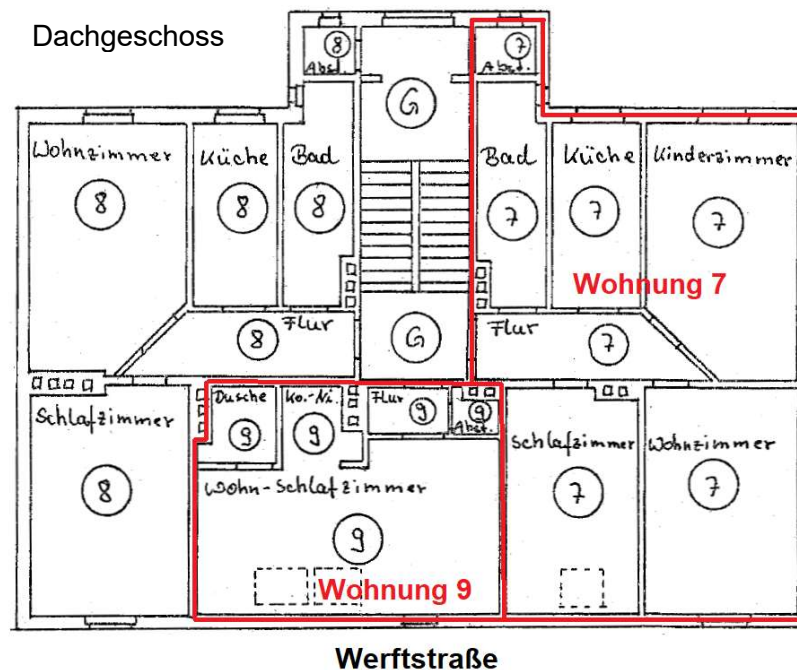 Dachgeschoss
8
Abst.
7
Abst.
G
Wohnzimmer
8
Küche
8
Bad
8
Bad
7
Küche
7
Kinderzimmer
7
Wohnung 7
Flur
8
G
Flur
7
Schlafzimmer
8
Dusche
9
Ko.-Ni.
9
Flur
9
9
Abst.
Schlafzimmer
7
Wohnzimmer
7
Wohn-Schlafzimmer
9
Wohnung 9
Werftstraße